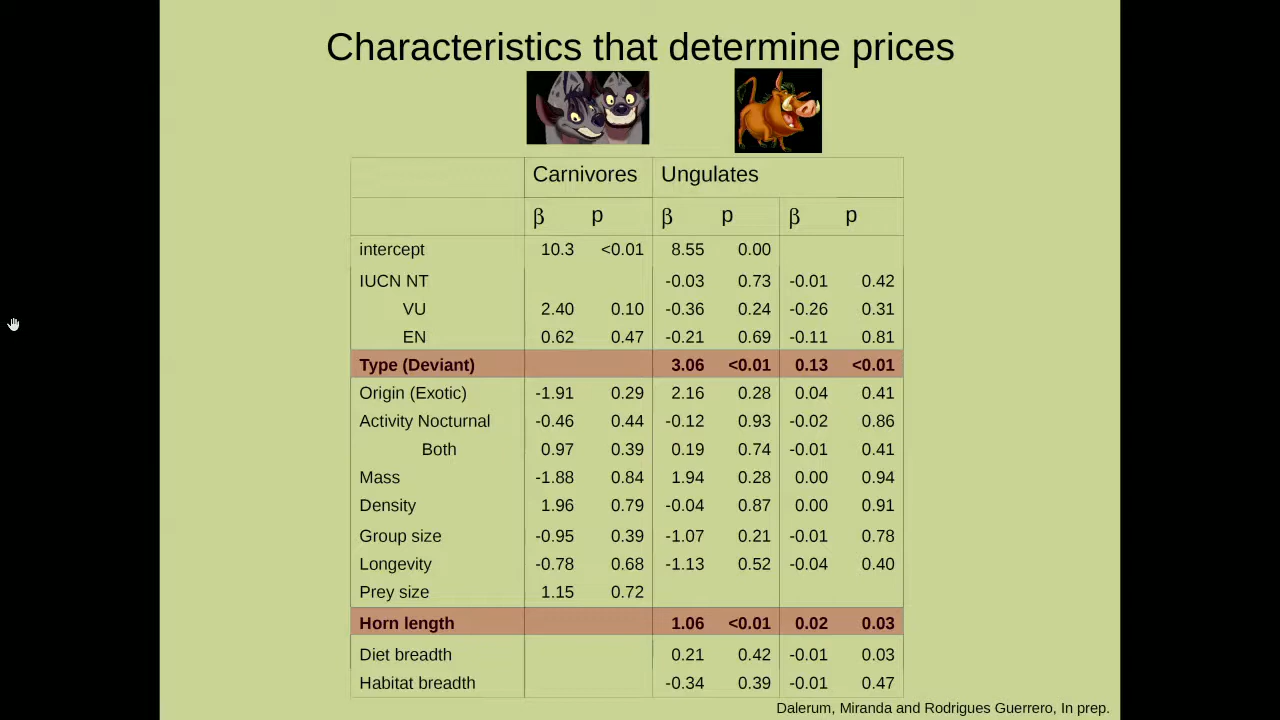 Characteristics that determine prices
Carnivores Ungulates
β p β p β p
intercept 10.3 <0.01 8.55 0.00
IUCN NT -0.03 0.73 -0.01 0.42
VU 2.40 0.10 -0.36 0.24 -0.26 0.31
EN 0.62 0.47 -0.21 0.69 -0.11 0.81
Type (Deviant) 3.06 <0.01 0.13 <0.01
Origin (Exotic) -1.91 0.29 2.16 0.28 0.04 0.41
Activity Nocturnal -0.46 0.44 -0.12 0.93 -0.02 0.86
Both 0.97 0.39 0.19 0.74 -0.01 0.41
Mass -1.88 0.84 1.94 0.28 0.00 0.94
Density 1.96 0.79 -0.04 0.87 0.00 0.91
Group size -0.95 0.39 -1.07 0.21 -0.01 0.78
Longevity -0.78 0.68 -1.13 0.52 -0.04 0.40
Prey size 1.15 0.72
Horn length 1.06 <0.01 0.02 0.03
Diet breadth 0.21 0.42 -0.01 0.03
Habitat breadth -0.34 0.39 -0.01 0.47
Dalerum, Miranda and Rodrigues Guerrero, In prep.